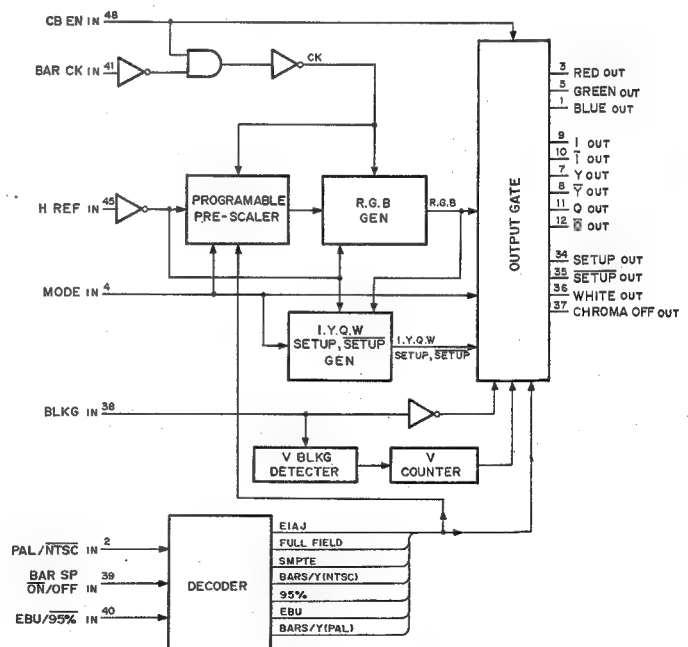 CB EN IN 48
BAR CK IN 41
CK
H REF IN 45
PROGRAMABLE
PRE-SCALER
R.G.B
GEN
R.G.B
MODE IN 4
I.Y.Q.W
SETUP, SETUP
GEN
I.Y.Q.W
SETUP, SETUP
OUTPUT GATE
3 RED OUT
5 GREEN OUT
1 BLUE OUT
9 I OUT
10 I OUT
7 Y OUT
8 Y OUT
11 Q OUT
12 Q OUT
34 SETUP OUT
35 SETUP OUT
36 WHITE OUT
37 CHROMA OFF OUT
BLKG IN 38
V BLKG
DETECTER
V
COUNTER
PAL/NTSC IN 2
BAR SP
ON/OFF IN 39
EBU/95% IN 40
DECODER
EIAJ
FULL FIELD
SMPTE
BARS/Y(NTSC)
95%
EBU
BARS/Y(PAL)